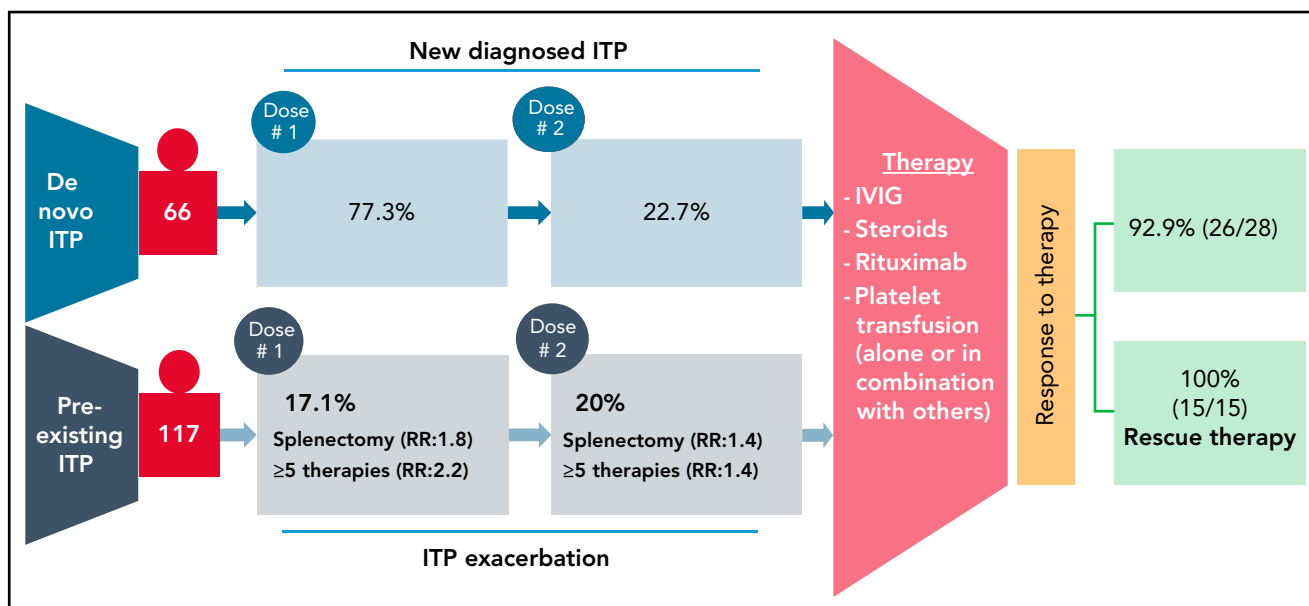 New diagnosed ITP
De
novo
ITP
66
Dose
# 1
77.3%
Dose
# 2
22.7%
Pre-
existing
ITP
117
Dose
# 1
17.1%
Splenectomy (RR:1.8)
≥5 therapies (RR:2.2)
Dose
# 2
20%
Splenectomy (RR:1.4)
≥5 therapies (RR:1.4)
ITP exacerbation
Therapy
- IVIG
- Steroids
- Rituximab
- Platelet
transfusion
(alone or in
combination
with others)
Response to therapy
92.9% (26/28)
100%
(15/15)
Rescue therapy